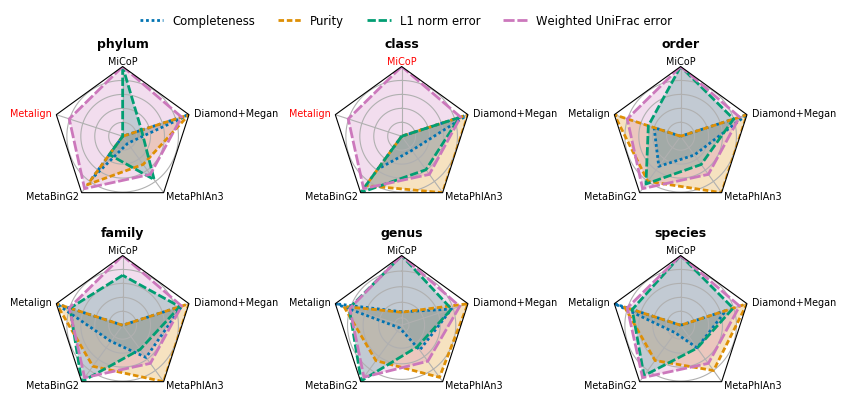 Completeness Purity L1 norm error Weighted UniFrac error
phylum class order
MiCoP MiCoP MiCoP
Metalign Diamond+Megan Metalign Diamond+Megan Metalign Diamond+Megan
MetaBinG2 MetaPhlAn3 MetaBinG2 MetaPhlAn3 MetaBinG2 MetaPhlAn3
family genus species
MiCoP MiCoP MiCoP
Metalign Diamond+Megan Metalign Diamond+Megan Metalign Diamond+Megan
MetaBinG2 MetaPhlAn3 MetaBinG2 MetaPhlAn3 MetaBinG2 MetaPhlAn3